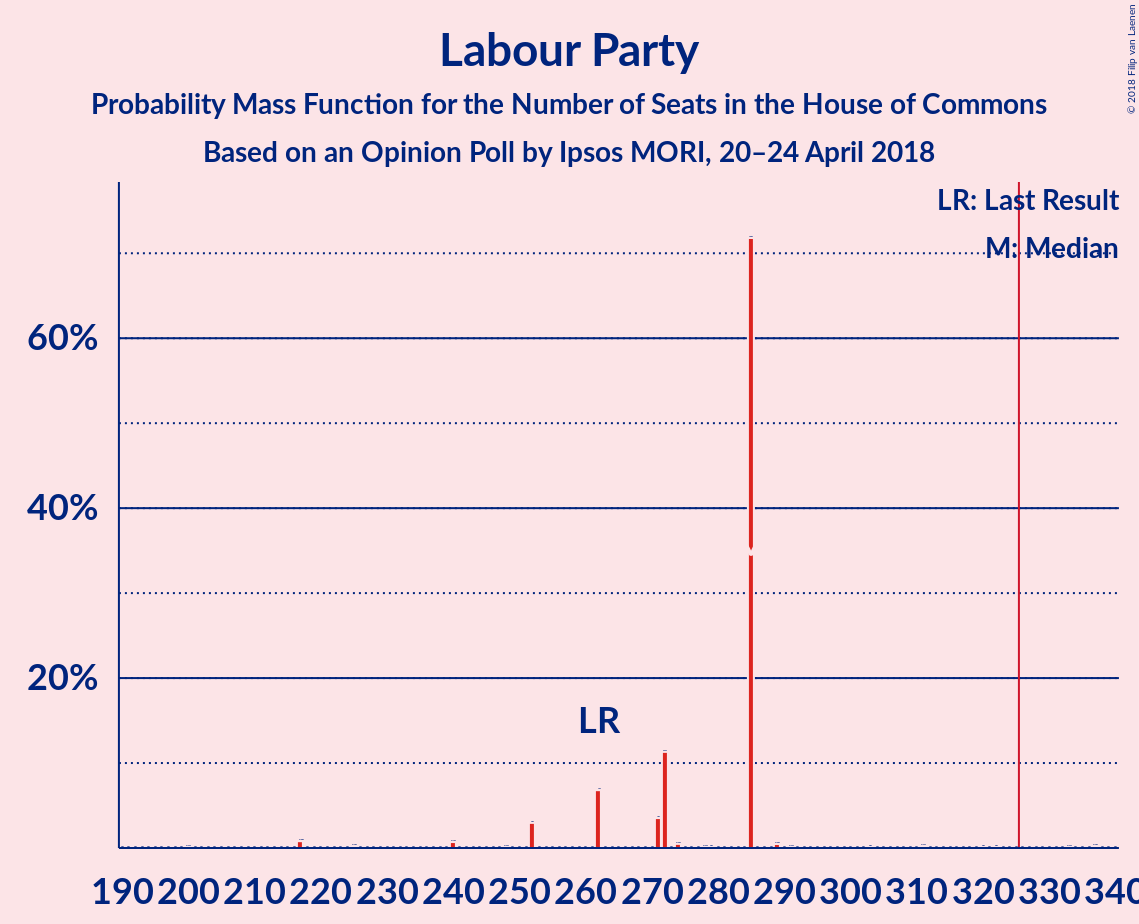 Labour Party
Probability Mass Function for the Number of Seats in the House of Commons
Based on an Opinion Poll by Ipsos MORI, 20–24 April 2018
© 2018 Filip van Laenen
LR: Last Result
M: Median
60%
40%
20%
LR
190 200 210 220 230 240 250 260 270 280 290 300 310 320 330 340